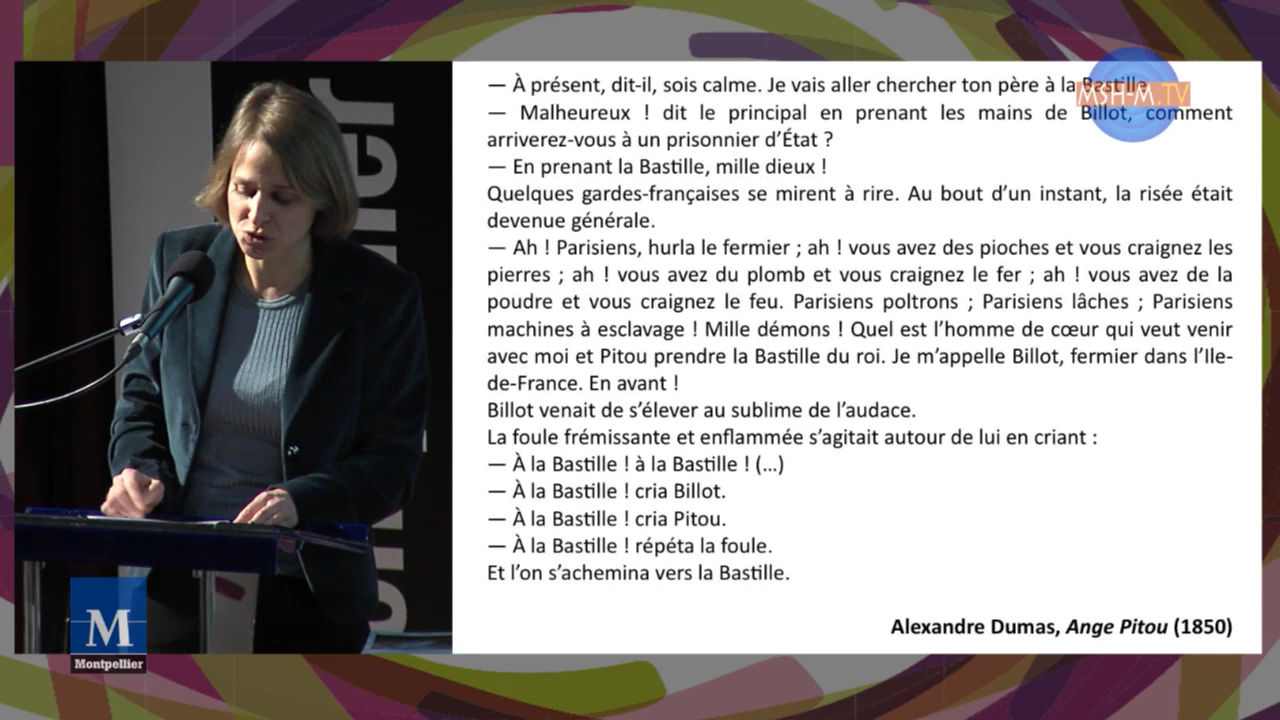 — À présent, dit-il, sois calme. Je vais aller chercher ton père à la Bastille.
MSH-M.TV
— Malheureux ! dit le principal en prenant les mains de Billot, comment
arriverez-vous à un prisonnier d’État ?
— En prenant la Bastille, mille dieux !
Quelques gardes-françaises se mirent à rire. Au bout d’un instant, la risée était
devenue générale.
— Ah ! Parisiens, hurla le fermier ; ah ! vous avez des pioches et vous craignez les
pierres ; ah ! vous avez du plomb et vous craignez le fer ; ah ! vous avez de la
poudre et vous craignez le feu. Parisiens poltrons ; Parisiens lâches ; Parisiens
machines à esclavage ! Mille démons ! Quel est l’homme de cœur qui veut venir
avec moi et Pitou prendre la Bastille du roi. Je m’appelle Billot, fermier dans l’Ile-
de-France. En avant !
Billot venait de s’élever au sublime de l’audace.
La foule frémissante et enflammée s’agitait autour de lui en criant :
— À la Bastille ! à la Bastille ! (…)
— À la Bastille ! cria Billot.
— À la Bastille ! cria Pitou.
— À la Bastille ! répéta la foule.
Et l’on s’achemina vers la Bastille.
Alexandre Dumas, Ange Pitou (1850)
M
Montpellier